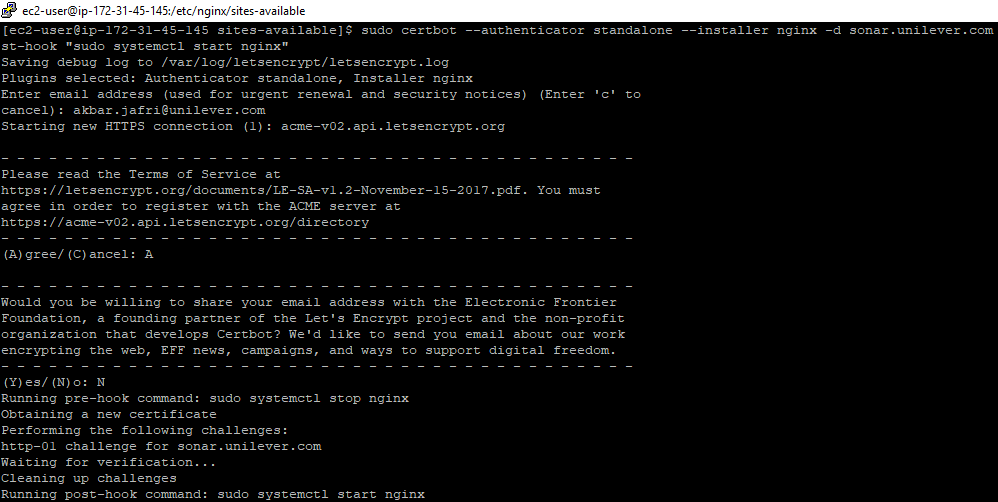 ec2-user@ip-172-31-45-145:/etc/nginx/sites-available
[ec2-user@ip-172-31-45-145 sites-available]$ sudo certbot --authenticator standalone --installer nginx -d sonar.unilever.com
st-hook "sudo systemctl start nginx"
Saving debug log to /var/log/letsencrypt/letsencrypt.log
Plugins selected: Authenticator standalone, Installer nginx
Enter email address (used for urgent renewal and security notices) (Enter 'c' to
cancel): akbar.jafri@unilever.com
Starting new HTTPS connection (1): acme-v02.api.letsencrypt.org
- - - - - - - - - - - - - - - - - - - - - - - - - - - - - - - - - - - - - - - -
Please read the Terms of Service at
https://letsencrypt.org/documents/LE-SA-v1.2-November-15-2017.pdf. You must
agree in order to register with the ACME server at
https://acme-v02.api.letsencrypt.org/directory
- - - - - - - - - - - - - - - - - - - - - - - - - - - - - - - - - - - - - - - -
(A)gree/(C)ancel: A
- - - - - - - - - - - - - - - - - - - - - - - - - - - - - - - - - - - - - - - -
Would you be willing to share your email address with the Electronic Frontier
Foundation, a founding partner of the Let's Encrypt project and the non-profit
organization that develops Certbot? We'd like to send you email about our work
encrypting the web, EFF news, campaigns, and ways to support digital freedom.
- - - - - - - - - - - - - - - - - - - - - - - - - - - - - - - - - - - - - - - -
(Y)es/(N)o: N
Running pre-hook command: sudo systemctl stop nginx
Obtaining a new certificate
Performing the following challenges:
http-01 challenge for sonar.unilever.com
Waiting for verification...
Cleaning up challenges
Running post-hook command: sudo systemctl start nginx